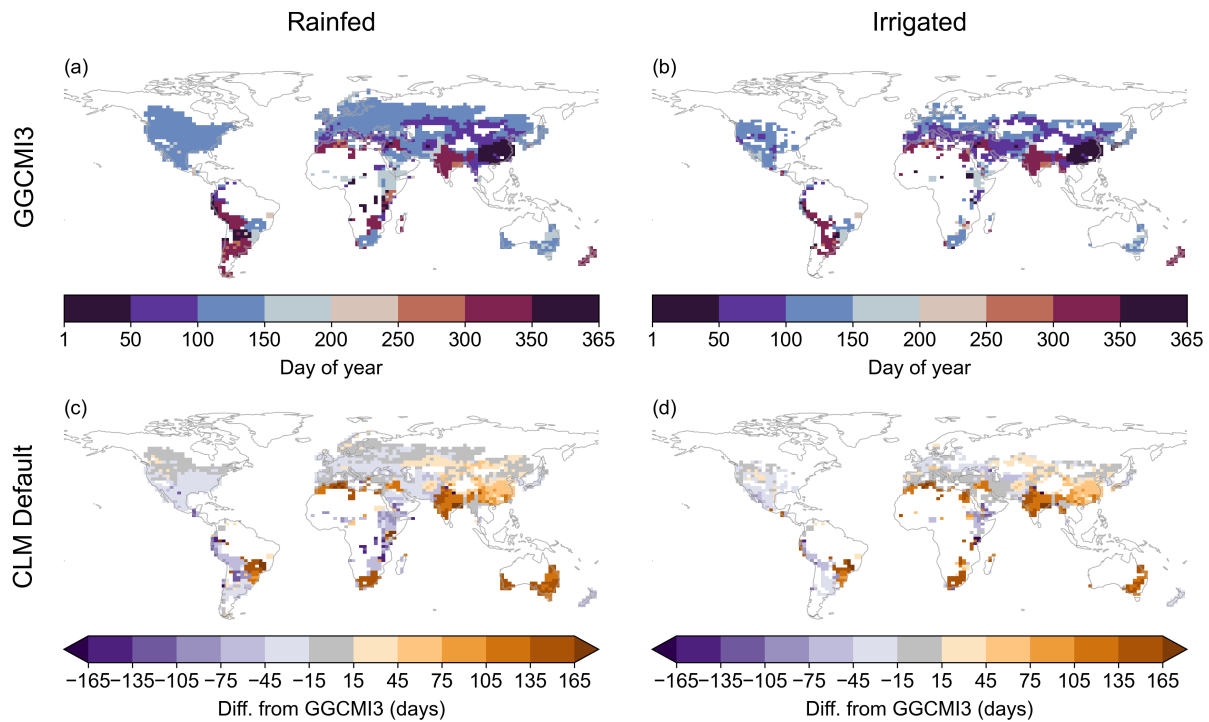 Rainfed
Irrigated
GGCMI3
(a)
(b)
1 50 100 150 200 250 300 350 365
Day of year
1 50 100 150 200 250 300 350 365
Day of year
CLM Default
(c)
(d)
−165 −135 −105 −75 −45 −15 15 45 75 105 135 165
Diff. from GGCMI3 (days)
−165 −135 −105 −75 −45 −15 15 45 75 105 135 165
Diff. from GGCMI3 (days)